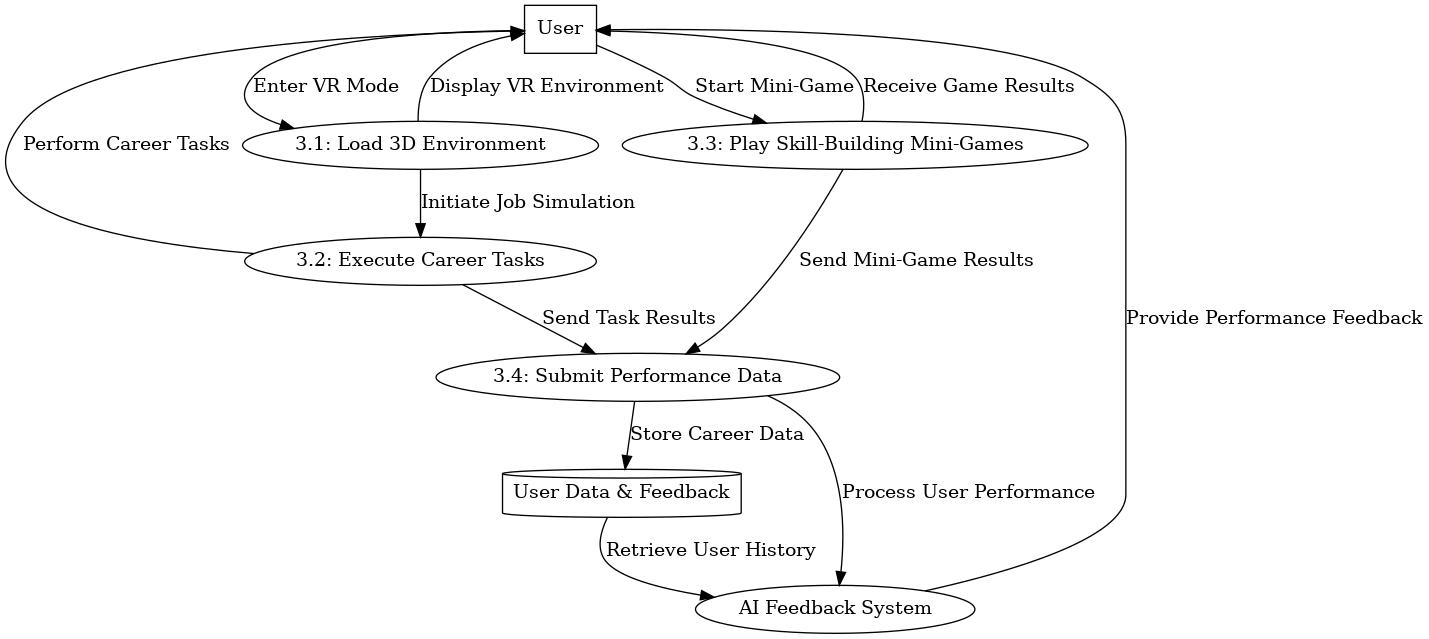 User
Enter VR Mode
Display VR Environment
Start Mini-Game
Receive Game Results
Perform Career Tasks
3.1: Load 3D Environment
3.3: Play Skill-Building Mini-Games
Initiate Job Simulation
3.2: Execute Career Tasks
Send Mini-Game Results
Send Task Results
Provide Performance Feedback
3.4: Submit Performance Data
Store Career Data
User Data & Feedback
Process User Performance
Retrieve User History
AI Feedback System